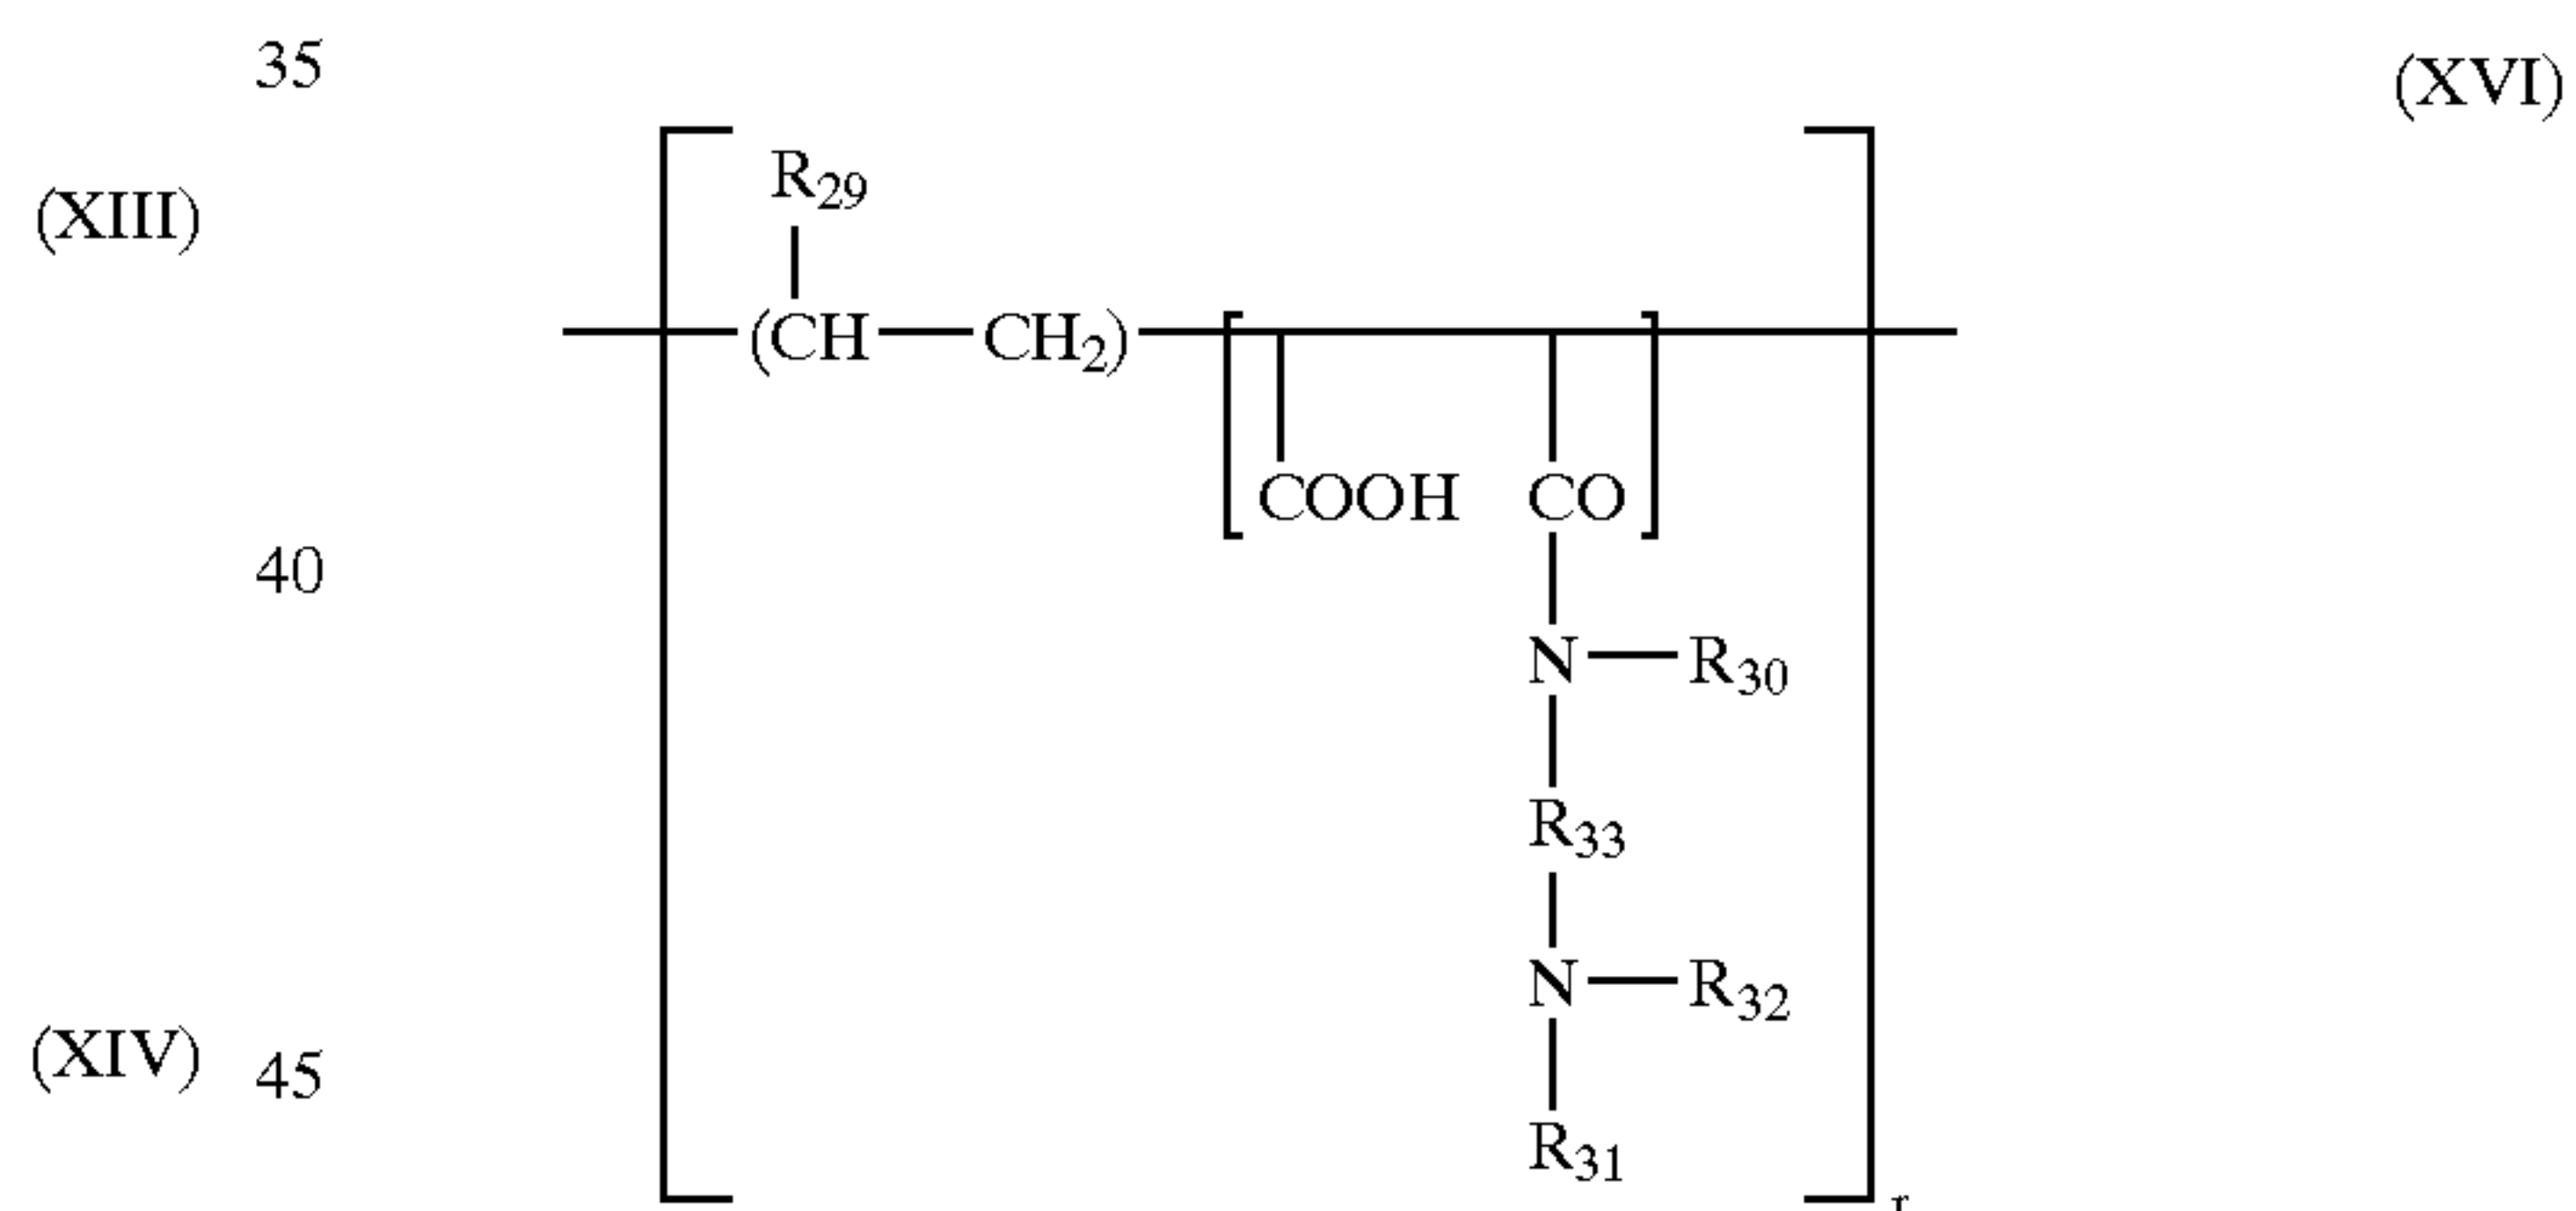 35 (XVI)
R29
(XIII)
(CH — CH2)
COOH CO
40
N — R30
R33
N — R32
(XIV) 45
R31
r